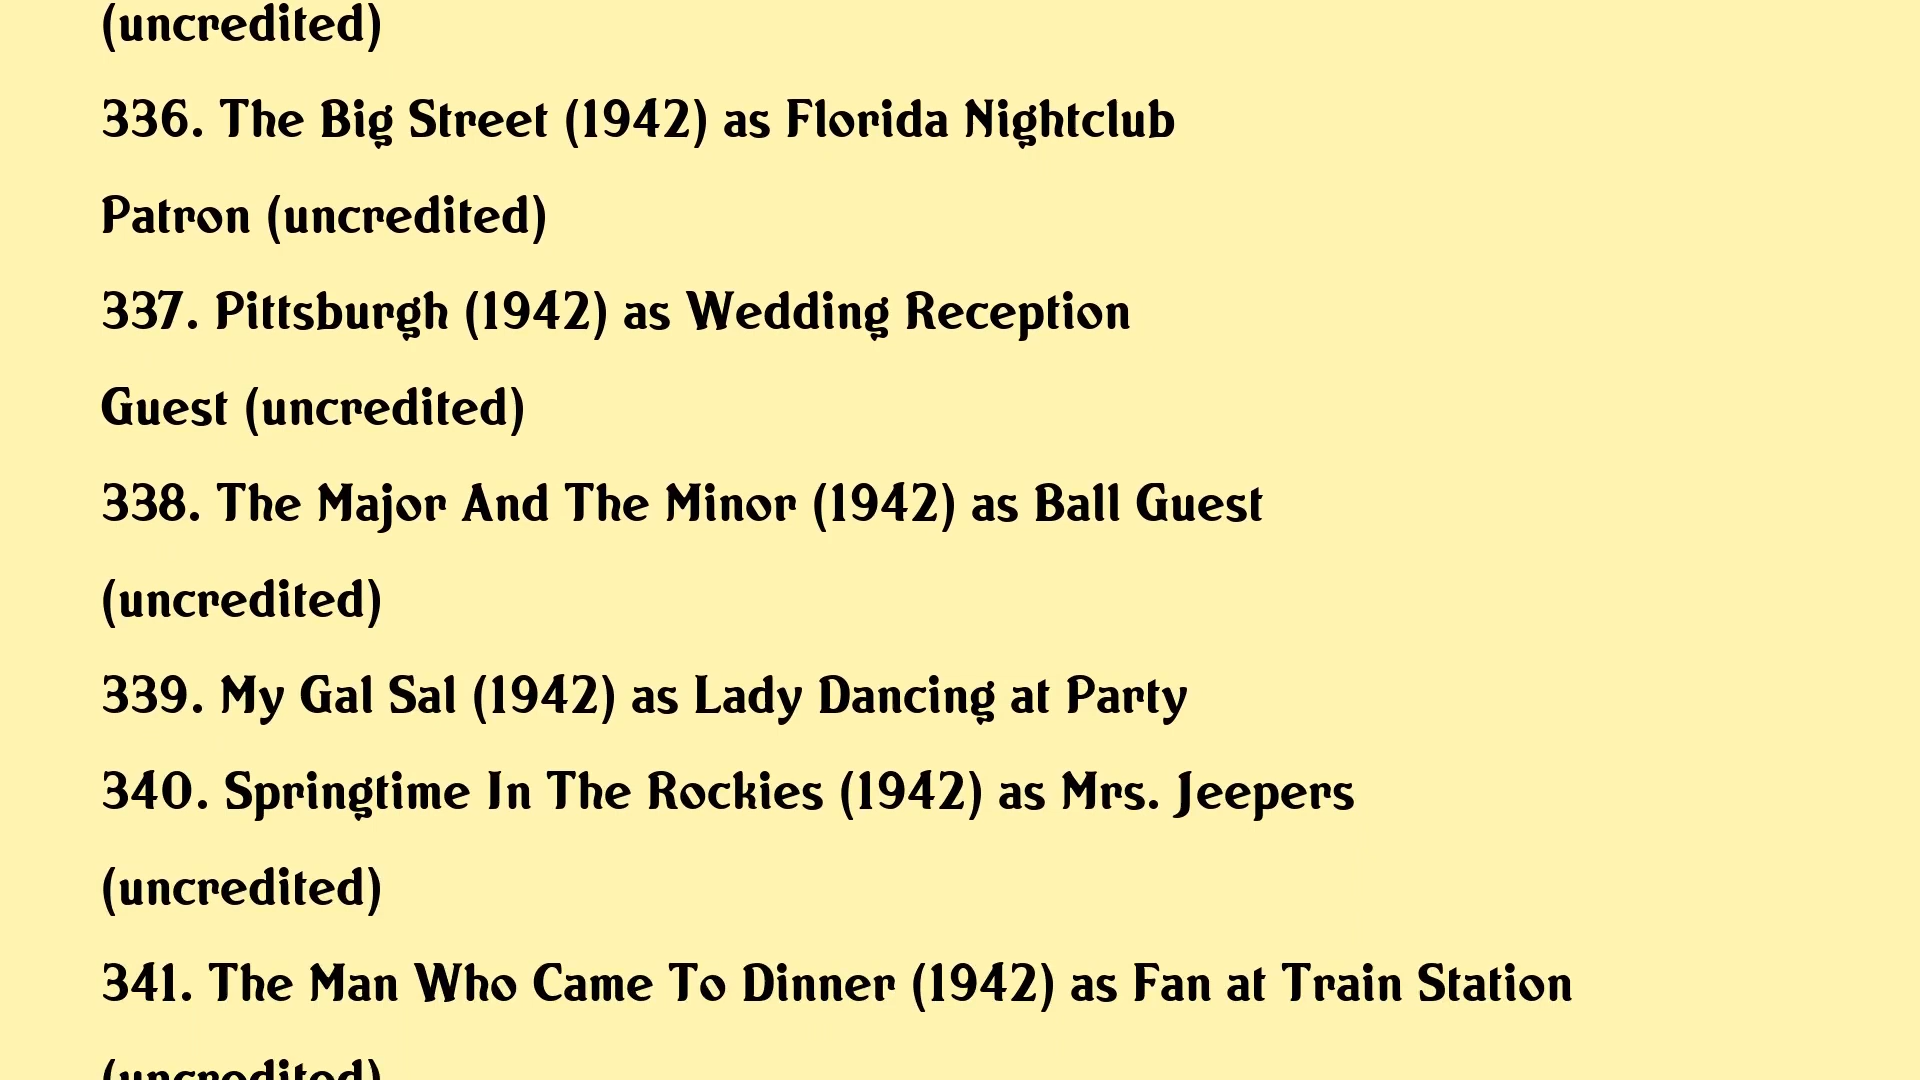 (uncredited)
336. The Big Street (1942) as Florida Nightclub
Patron (uncredited)
337. Pittsburgh (1942) as Wedding Reception
Guest (uncredited)
338. The Major And The Minor (1942) as Ball Guest
(uncredited)
339. My Gal Sal (1942) as Lady Dancing at Party
340. Springtime In The Rockies (1942) as Mrs. Jeepers
(uncredited)
341. The Man Who Came To Dinner (1942) as Fan at Train Station
(uncredited)